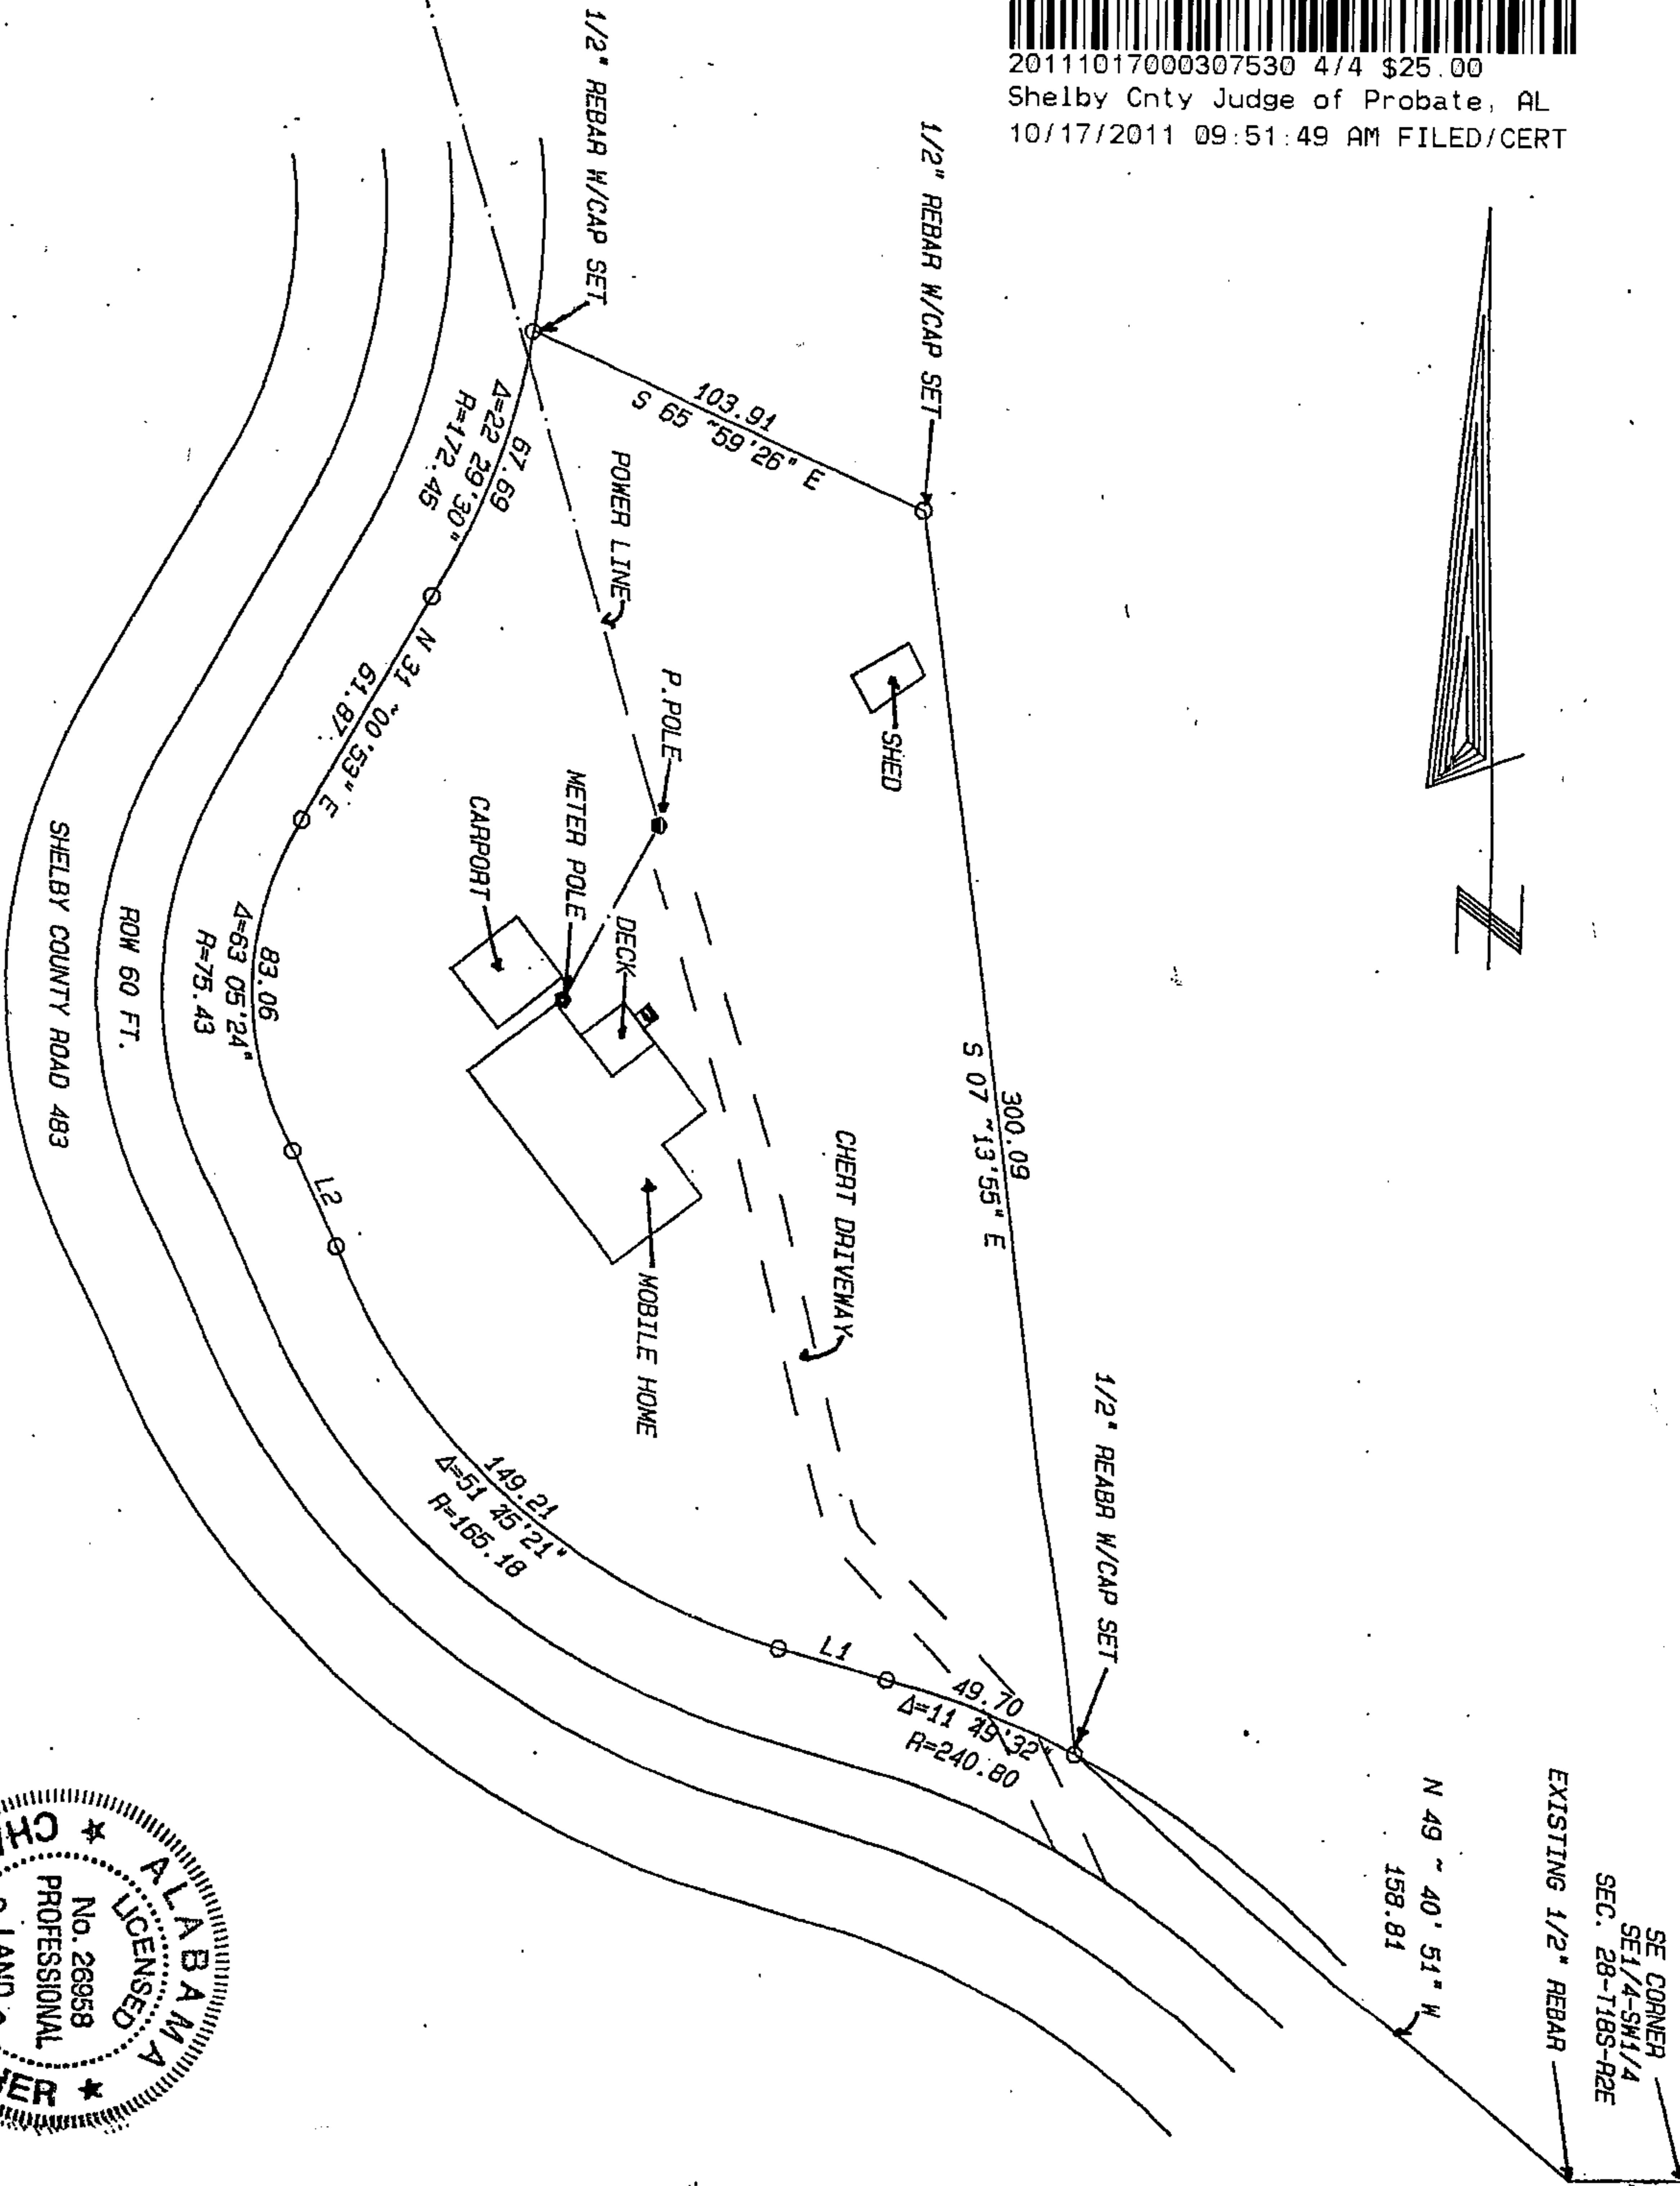 20111017000307530 4/4 $25.00
Shelby Cnty Judge of Probate, AL
10/17/2011 09:51:49 AM FILED/CERT
1/2" REBAR W/CAP SET
1/2" REBAR W/CAP SET
103.91
S 65 ~59'26" E
67.69
Δ=22 29'30"
R=172.45
POWER LINE
N 31 ~00'53" E
61.87
P.POLE
SHED
METER POLE
CARPORT
DECK
83.06
Δ=63 05'24"
R=75.43
ROW 60 FT.
SHELBY COUNTY ROAD 483
300.09
S 07 ~13'55" E
CHERT DRIVEWAY
L2
MOBILE HOME
149.21
Δ=51 45'21"
R=165.18
1/2" REABR W/CAP SET
L1
49.70
Δ=11 49'32"
R=240.80
N 49 ~ 40' 51" W
158.81
EXISTING 1/2" REBAR
SE CORNER
SE1/4-SW1/4
SEC. 28-T18S-R2E
N
ALABAMA
LICENSED
No. 26958
PROFESSIONAL
LAND